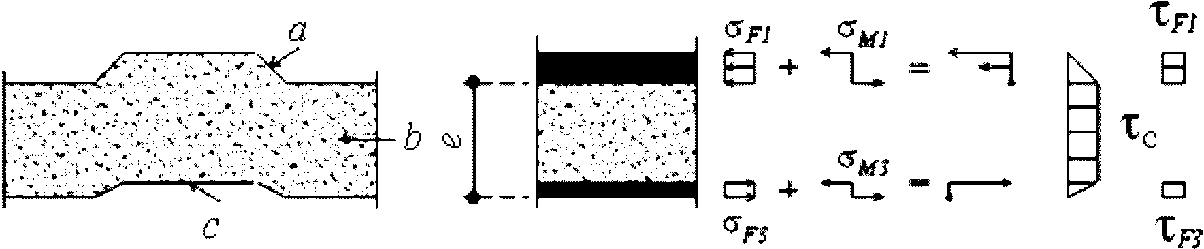 a
b
c
e
σF1 + σM1 =
σF3 + σM3 =
τF1
τC
τF3